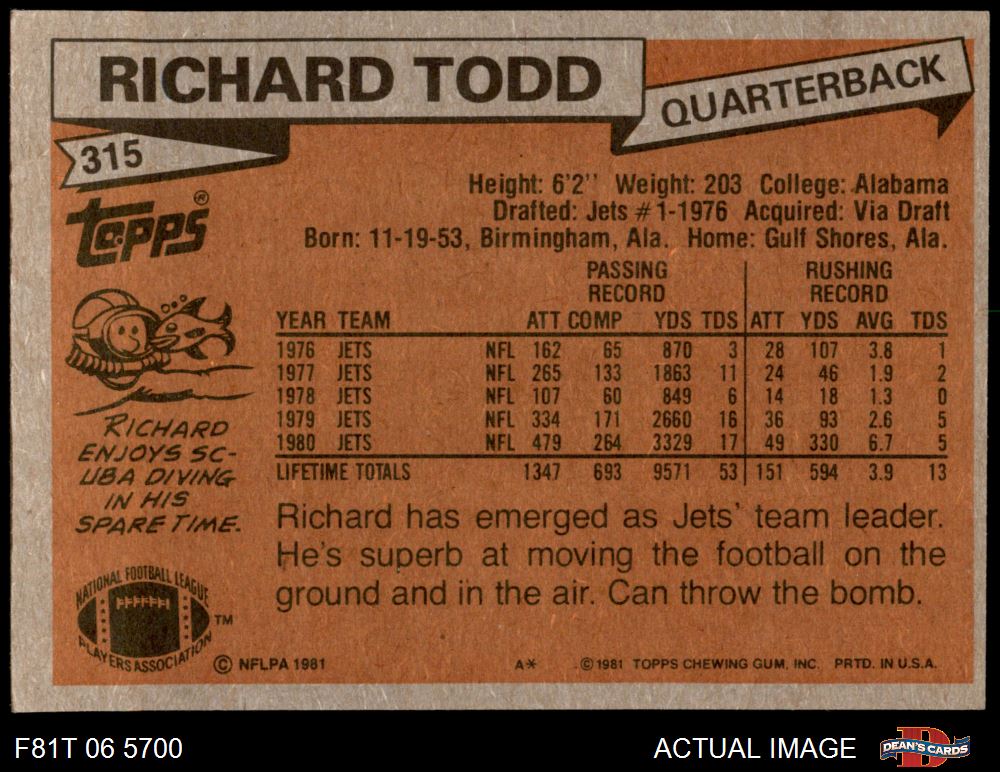 RICHARD TODD
QUARTERBACK
315
topps®
Height: 6'2'' Weight: 203 College: Alabama
Drafted: Jets #1-1976 Acquired: Via Draft
Born: 11-19-53, Birmingham, Ala. Home: Gulf Shores, Ala.
PASSING RECORD RUSHING RECORD
YEAR TEAM ATT COMP YDS TDS ATT YDS AVG TDS
1976 JETS NFL 162 65 870 3 28 107 3.8 1
1977 JETS NFL 265 133 1863 11 24 46 1.9 2
1978 JETS NFL 107 60 849 6 14 18 1.3 0
1979 JETS NFL 334 171 2660 16 36 93 2.6 5
1980 JETS NFL 479 264 3329 17 49 330 6.7 5
LIFETIME TOTALS 1347 693 9571 53 151 594 3.9 13
RICHARD
ENJOYS SC-
UBA DIVING
IN HIS
SPARE TIME.
Richard has emerged as Jets' team leader.
He's superb at moving the football on the
ground and in the air. Can throw the bomb.
NATIONAL FOOTBALL LEAGUE
PLAYERS ASSOCIATION
TM
© NFLPA 1981
A* © 1981 TOPPS CHEWING GUM, INC. PRTD. IN U.S.A.
F81T 06 5700
ACTUAL IMAGE
D
DEAN'S CARDS